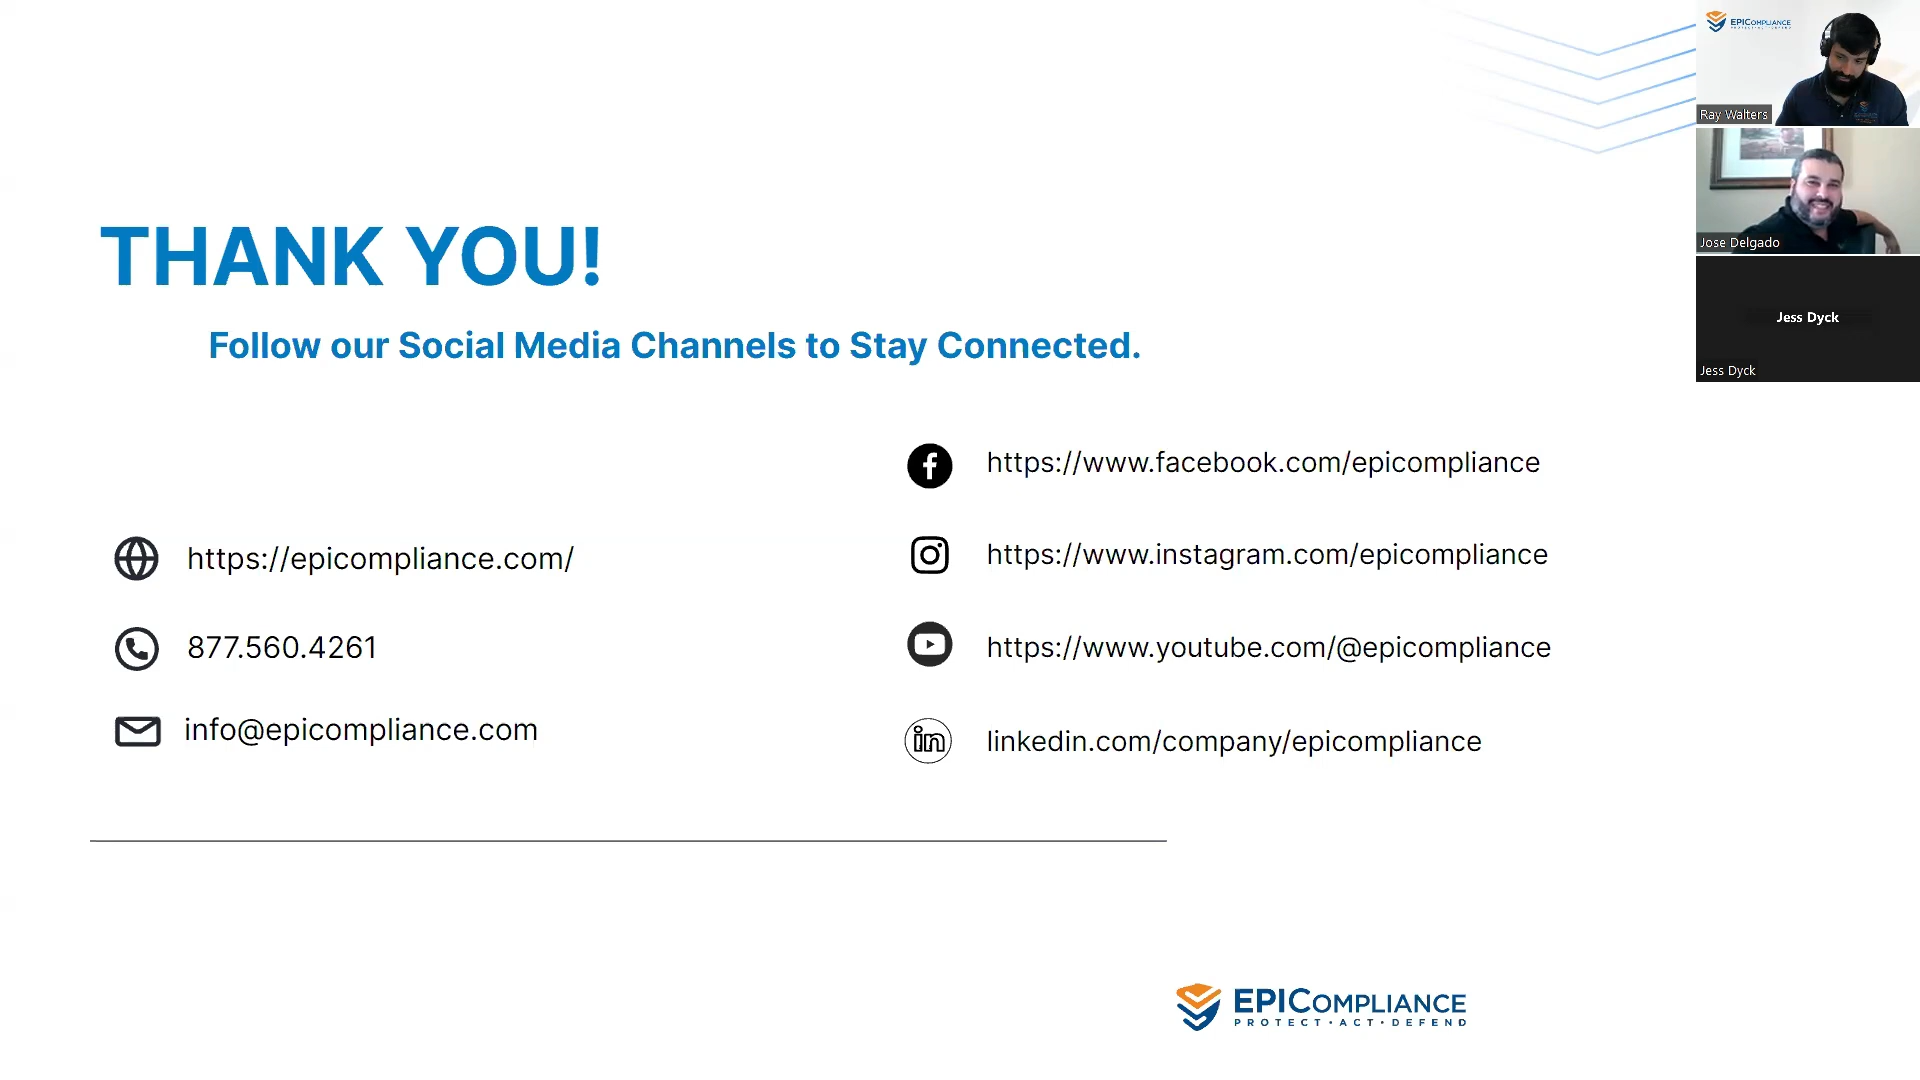 EPICOMPLIANCE
Ray Walters
Jose Delgado
Jess Dyck
Jess Dyck
THANK YOU!
Follow our Social Media Channels to Stay Connected.
https://epicompliance.com/
877.560.4261
info@epicompliance.com
https://www.facebook.com/epicompliance
https://www.instagram.com/epicompliance
https://www.youtube.com/@epicompliance
linkedin.com/company/epicompliance
EPICOMPLIANCE
PROTECT • ACT • DEFEND